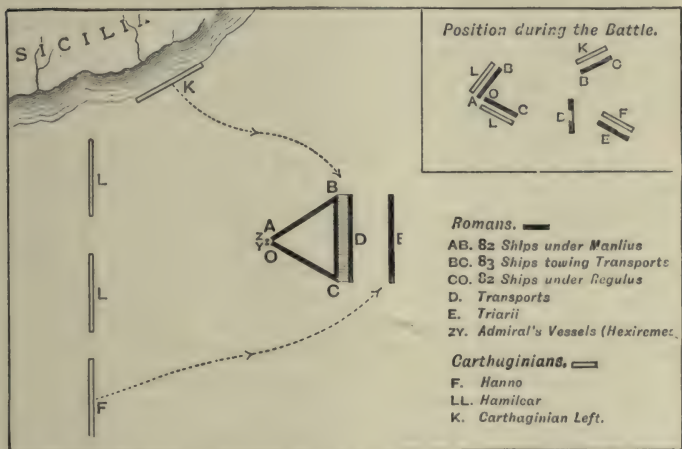 SICILIA
K
L
L
F
B
A
Z
Y
O
C
D
E
Position during the Battle.
K
C
B
L
B
O
A
C
L
D
F
E
Romans.
AB. 82 Ships under Manlius
BC. 83 Ships towing Transports
CO. 82 Ships under Regulus
D. Transports
E. Triarii
ZY. Admiral's Vessels (Hexiremes
Carthaginians.
F. Hanno
LL. Hamilcar
K. Carthaginian Left.